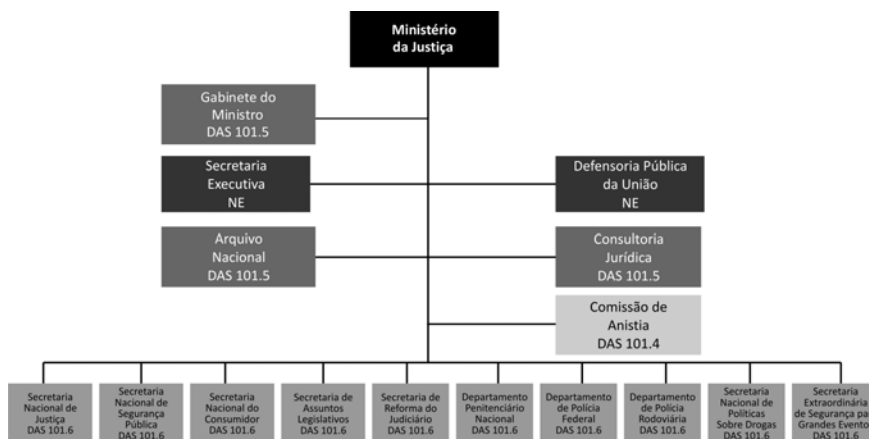 Ministério
da Justiça
Gabinete do
Ministro
DAS 101.5
Secretaria
Executiva
NE
Defensoria Pública
da União
NE
Arquivo
Nacional
DAS 101.5
Consultoria
Jurídica
DAS 101.5
Comissão de
Anistia
DAS 101.4
Secretaria
Nacional de
Justiça
DAS 101.6
Secretaria
Nacional de
Segurança
Pública
DAS 101.6
Secretaria
Nacional do
Consumidor
DAS 101.6
Secretaria de
Assuntos
Legislativos
DAS 101.6
Secretaria de
Reforma do
Judiciário
DAS 101.6
Departamento
Penitenciário
Nacional
DAS 101.6
Departamento
de Polícia
Federal
DAS 101.6
Departamento
de Polícia
Rodoviária
DAS 101.6
Secretaria
Nacional
de Políticas
Sobre Drogas
DAS 101.6
Secretaria
Extraordinária
de Segurança par
Grandes Evento
DAS 101.6